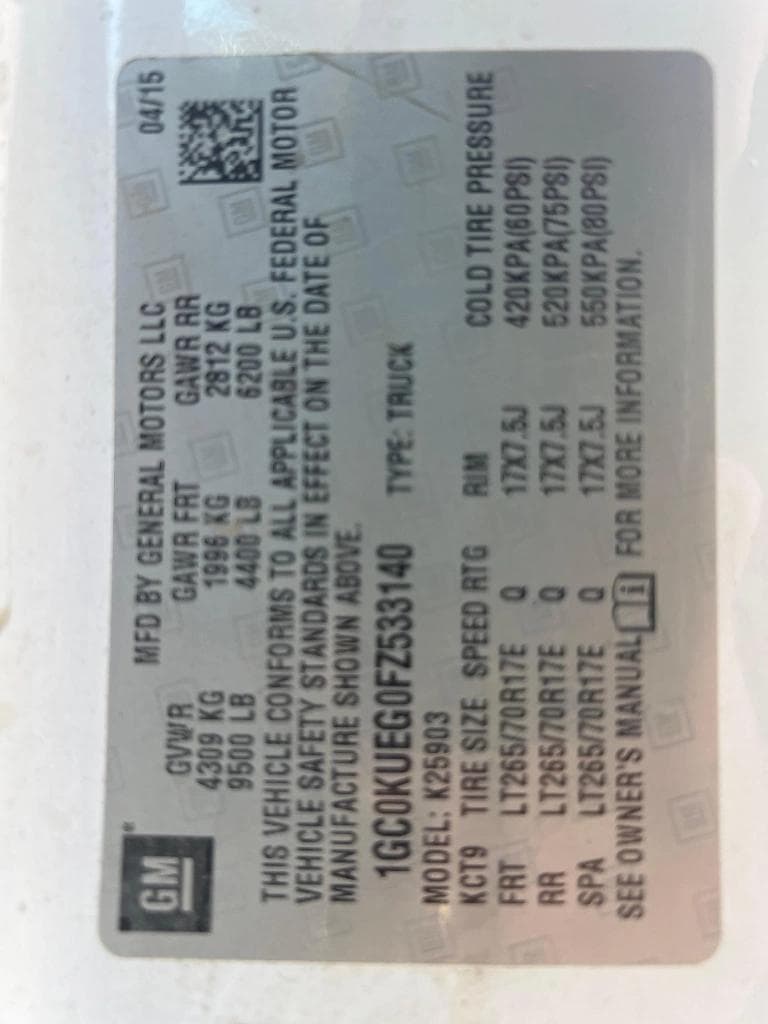 GM
MFD BY GENERAL MOTORS LLC 04/15
GVWR GAWR FRT GAWR RR
4309 KG 1996 KG 2812 KG
9500 LB 4400 LB 6200 LB
THIS VEHICLE CONFORMS TO ALL APPLICABLE U.S. FEDERAL MOTOR
VEHICLE SAFETY STANDARDS IN EFFECT ON THE DATE OF
MANUFACTURE SHOWN ABOVE.
1GC0KUEG0FZ533140 TYPE: TRUCK
MODEL: K25903
KCT9 TIRE SIZE SPEED RTG RIM COLD TIRE PRESSURE
FRT LT265/70R17E Q 17X7.5J 420KPA(60PSI)
RR LT265/70R17E Q 17X7.5J 520KPA(75PSI)
SPA LT265/70R17E Q 17X7.5J 550KPA(80PSI)
SEE OWNER'S MANUAL i FOR MORE INFORMATION.